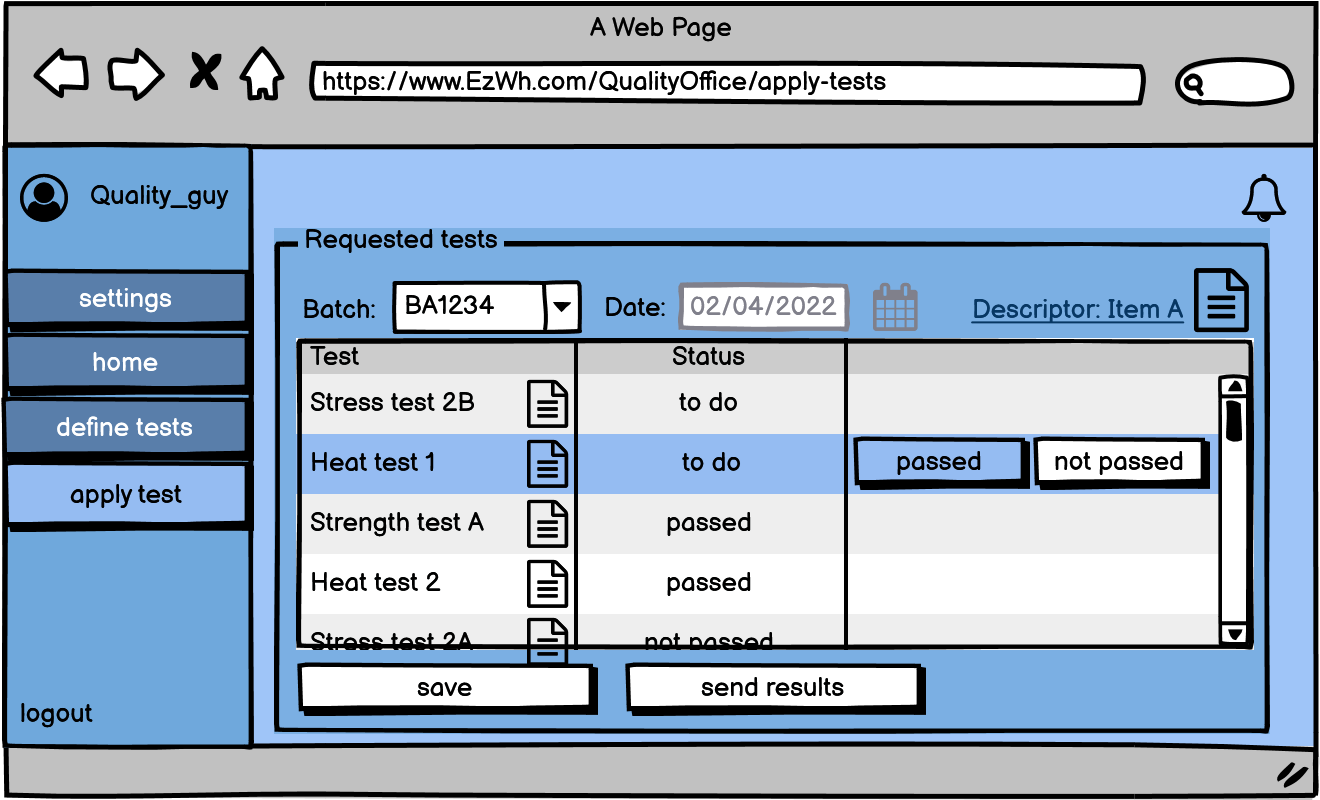 A Web Page
https://www.EzWh.com/QualityOffice/apply-tests
Quality_guy
settings
home
define tests
apply test
logout
Requested tests
Batch: BA1234 Date: 02/04/2022 Descriptor: Item A
Test Status
Stress test 2B to do
Heat test 1 to do passed not passed
Strength test A passed
Heat test 2 passed
Stress test 2A not passed
save send results